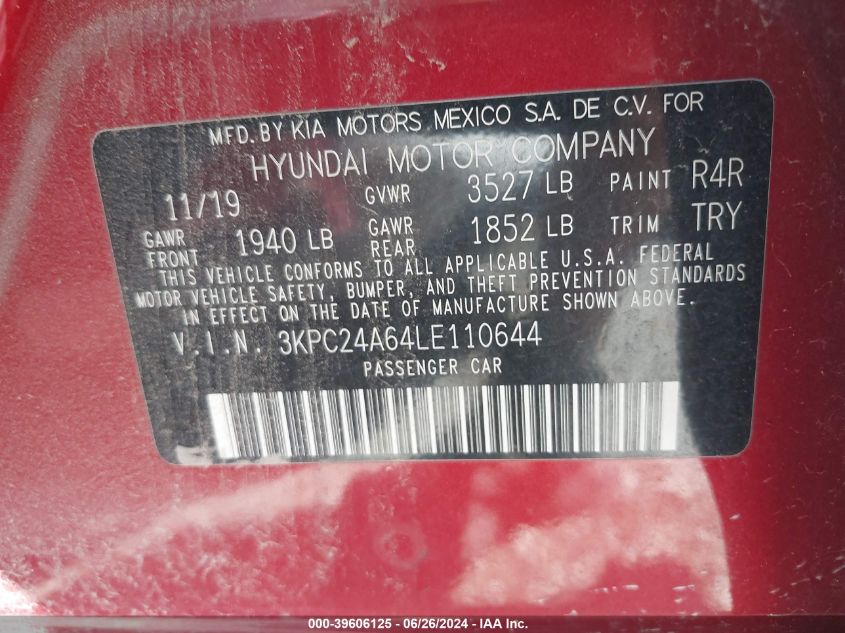 MFD. BY KIA MOTORS MEXICO S.A. DE C.V. FOR
HYUNDAI MOTOR COMPANY
11/19 GVWR 3527 LB PAINT R4R
GAWR FRONT 1940 LB GAWR REAR 1852 LB TRIM TRY
THIS VEHICLE CONFORMS TO ALL APPLICABLE U.S.A. FEDERAL
MOTOR VEHICLE SAFETY, BUMPER, AND THEFT PREVENTION STANDARDS
IN EFFECT ON THE DATE OF MANUFACTURE SHOWN ABOVE.
V.I.N. 3KPC24A64LE110644
PASSENGER CAR
000-39606125 - 06/26/2024 - IAA Inc.